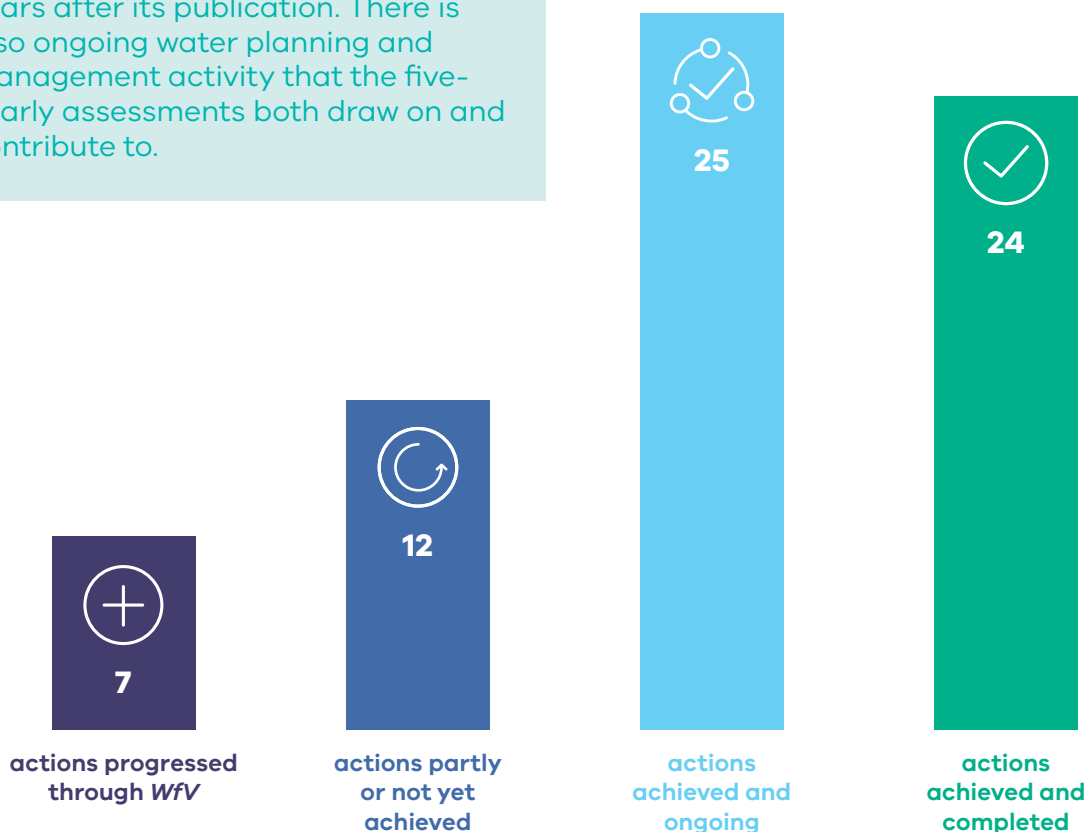 ars after its publication. There is
so ongoing water planning and
anagement activity that the five-
arly assessments both draw on and
ontribute to.
25
24
12
7
actions progressed
through WfV
actions partly
or not yet
achieved
actions
achieved and
ongoing
actions
achieved and
completed